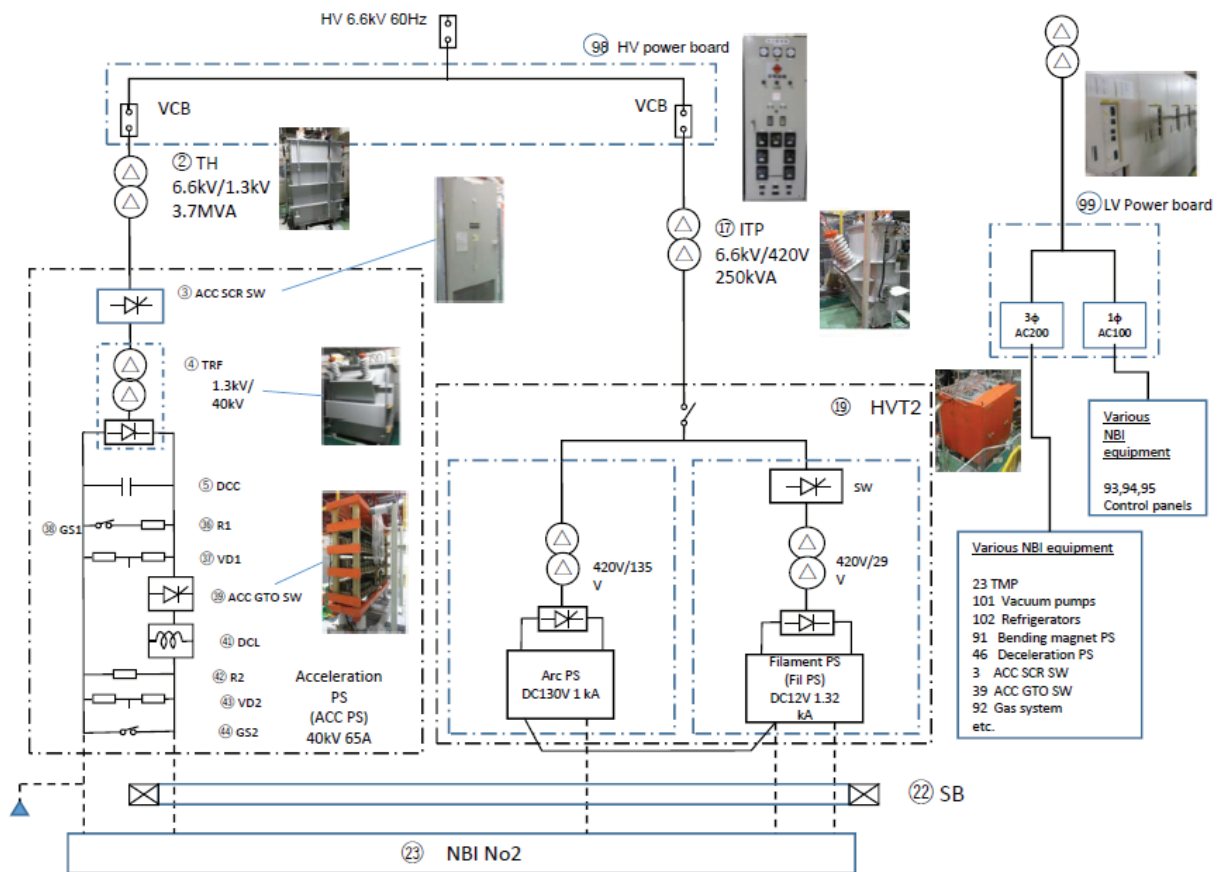 HV 6.6kV 60Hz
98 HV power board
VCB
VCB
② TH
6.6kV/1.3kV
3.7MVA
⑰ ITP
6.6kV/420V
250kVA
99 LV Power board
3ϕ
AC200
1ϕ
AC100
③ ACC SCR SW
④ TRF
1.3kV/
40kV
⑤ DCC
㊳ GS1
㊱ R1
㊲ VD1
㊴ ACC GTO SW
㊶ DCL
㊷ R2
㊸ VD2
㊹ GS2
Acceleration
PS
(ACC PS)
40kV 65A
⑲ HVT2
SW
420V/135
V
420V/29
V
Arc PS
DC130V 1 kA
Filament PS
(Fil PS)
DC12V 1.32
kA
Various
NBI
equipment
93,94,95
Control panels
Various NBI equipment
23 TMP
101 Vacuum pumps
102 Refrigerators
91 Bending magnet PS
46 Deceleration PS
3 ACC SCR SW
39 ACC GTO SW
92 Gas system
etc.
㉒ SB
㉓ NBI No2